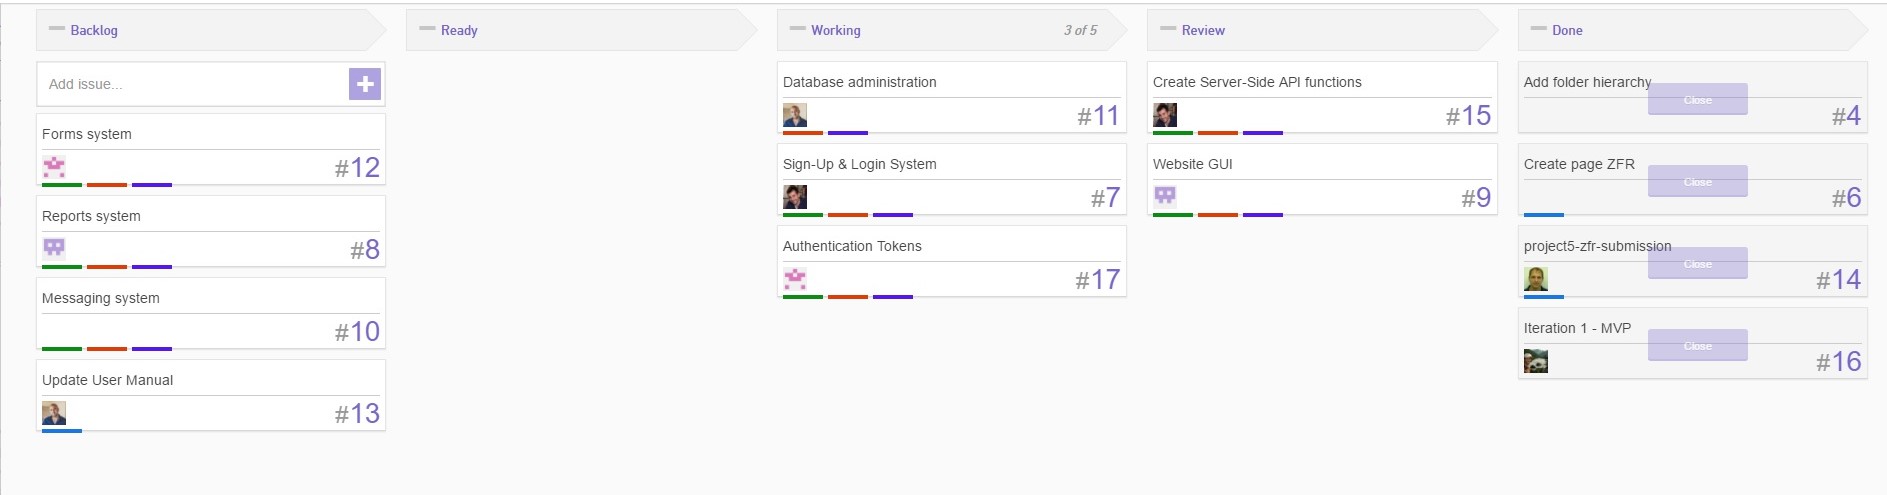 Backlog
Add issue...
Forms system
#12
Reports system
#8
Messaging system
#10
Update User Manual
#13
Ready
Working 3 of 5
Database administration
#11
Sign-Up & Login System
#7
Authentication Tokens
#17
Review
Create Server-Side API functions
#15
Website GUI
#9
Done
Add folder hierarchy
Close
#4
Create page ZFR
Close
#6
project5-zfr-submission
Close
#14
Iteration 1 - MVP
Close
#16